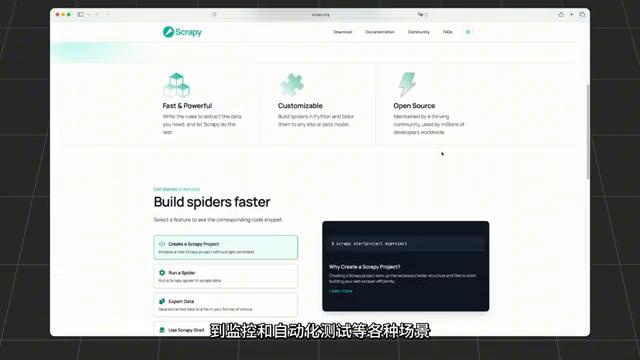 scrapy.org
Scrapy
Download
Documentation
Community
FAQs
Fast & Powerful
Write the rules to extract the data
you need, and let Scrapy do the
rest.
Customizable
Build spiders in Python and tailor
them to any site or data model.
Open Source
Maintained by a thriving
community, used by millions of
developers worldwide.
Get started in minutes
Build spiders faster
Select a feature to see the corresponding code snippet.
Create a Scrapy Project
Initialize a new Scrapy project with a single command.
Run a Spider
Run a Scrapy spider to scrape data.
Export Data
Save extracted data to a file in your format of choice.
Use Scrapy Shell
$ scrapy startproject myproject
Why Create a Scrapy Project?
Creating a Scrapy project sets up the necessary folder structure and files to start
building your web scraper efficiently.
Learn more
到监控和自动化测试等各种场景